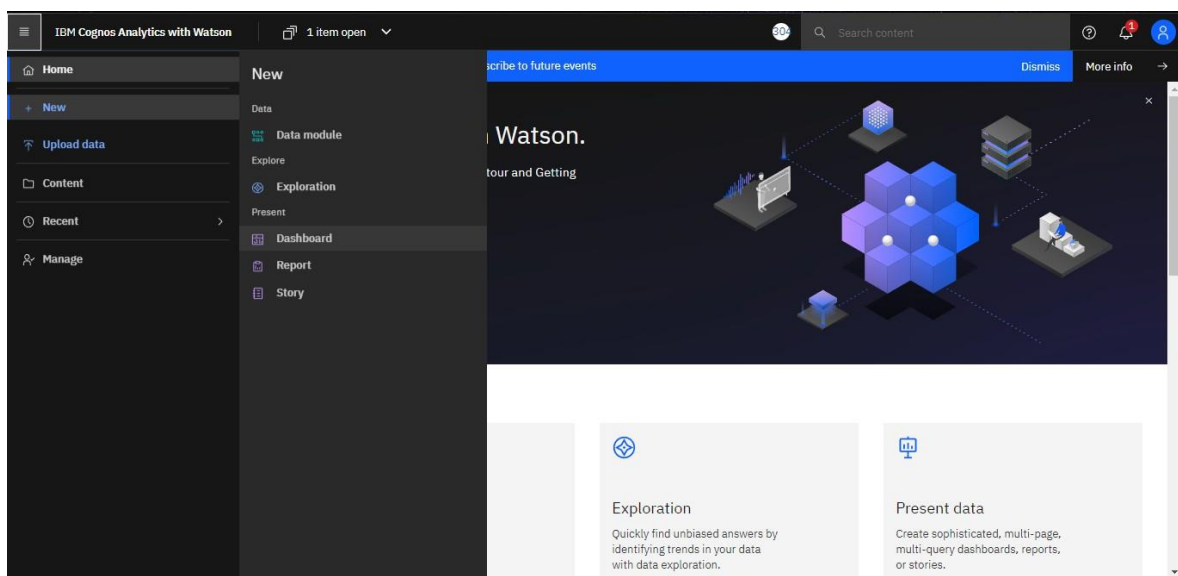 IBM Cognos Analytics with Watson
1 item open
304
Search content
1
Home
New
Upload data
Content
Recent
Manage
New
Data
Data module
Explore
Exploration
Present
Dashboard
Report
Story
scribe to future events
Dismiss
More info
Watson.
tour and Getting
Exploration
Quickly find unbiased answers by
identifying trends in your data
with data exploration.
Present data
Create sophisticated, multi-page,
multi-query dashboards, reports,
or stories.